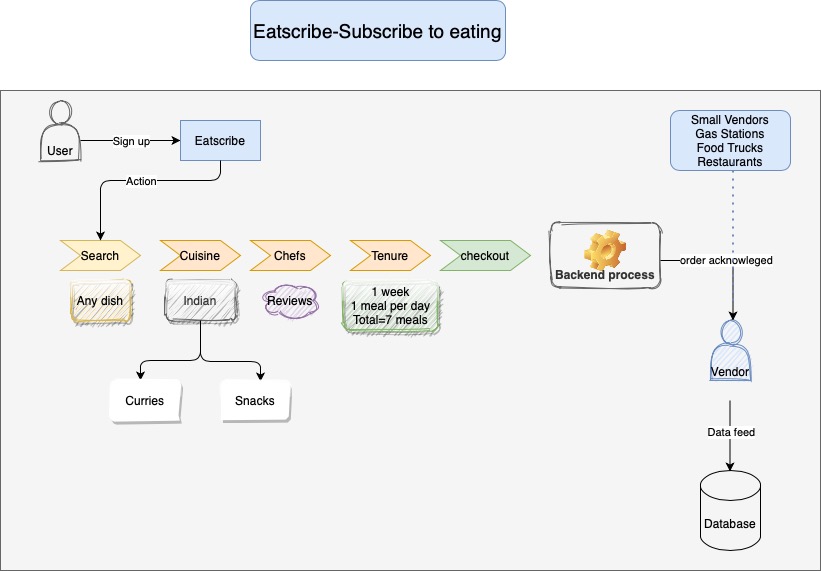 Eatscribe-Subscribe to eating
User
Sign up
Eatscribe
Small Vendors
Gas Stations
Food Trucks
Restaurants
Action
Search
Cuisine
Chefs
Tenure
checkout
Backend process
order acknowleged
Any dish
Indian
Reviews
1 week
1 meal per day
Total=7 meals
Vendor
Curries
Snacks
Data feed
Database